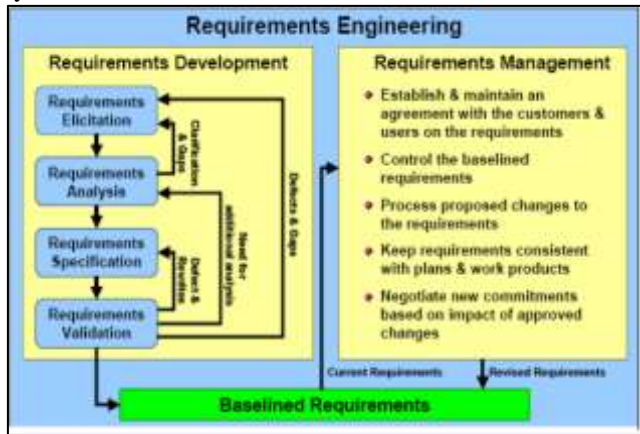 Requirements Engineering
Requirements Development
Requirements
Elicitation
Requirements
Analysis
Requirements
Specification
Requirements
Validation
Clarification
& Gaps
Defect &
Rewrites
Need for
additional analysis
Defects & Gaps
Requirements Management
Establish & maintain an
agreement with the customers &
users on the requirements
Control the baselined
requirements
Process proposed changes to
the requirements
Keep requirements consistent
with plans & work products
Negotiate new commitments
based on impact of approved
changes
Current Requirements
Revised Requirements
Baselined Requirements